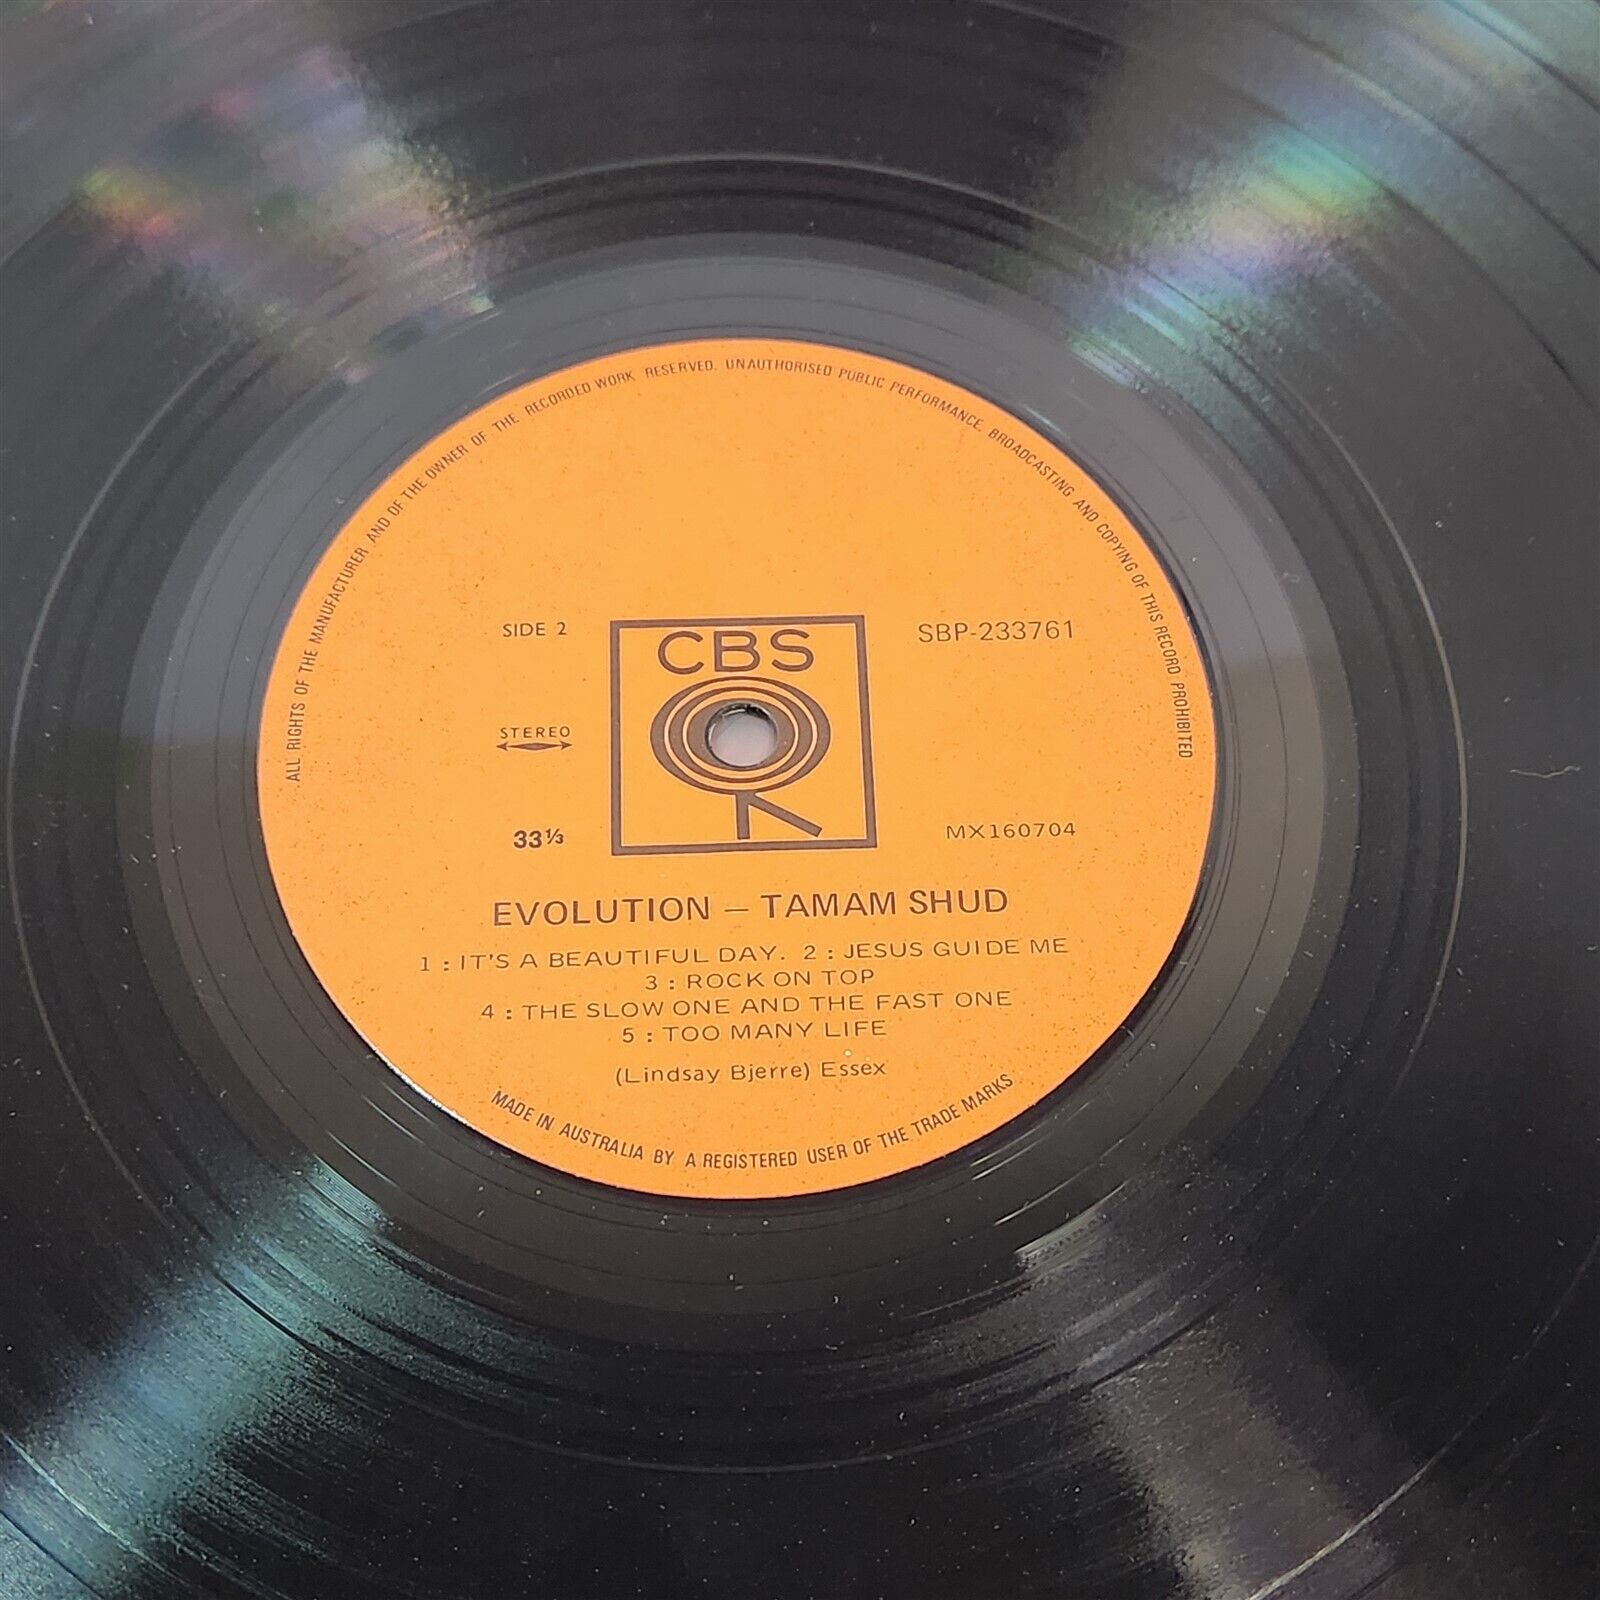 ALL RIGHTS OF THE MANUFACTURER AND OF THE OWNER OF THE RECORDED WORK RESERVED. UNAUTHORISED PUBLIC PERFORMANCE, BROADCASTING AND COPYING OF THIS RECORD PROHIBITED
SIDE 2
CBS
SBP-233761
STEREO
33⅓
MX160704
EVOLUTION – TAMAM SHUD
1 : IT'S A BEAUTIFUL DAY. 2 : JESUS GUIDE ME
3 : ROCK ON TOP
4 : THE SLOW ONE AND THE FAST ONE
5 : TOO MANY LIFE
(Lindsay Bjerre) Essex
MADE IN AUSTRALIA BY A REGISTERED USER OF THE TRADE MARKS